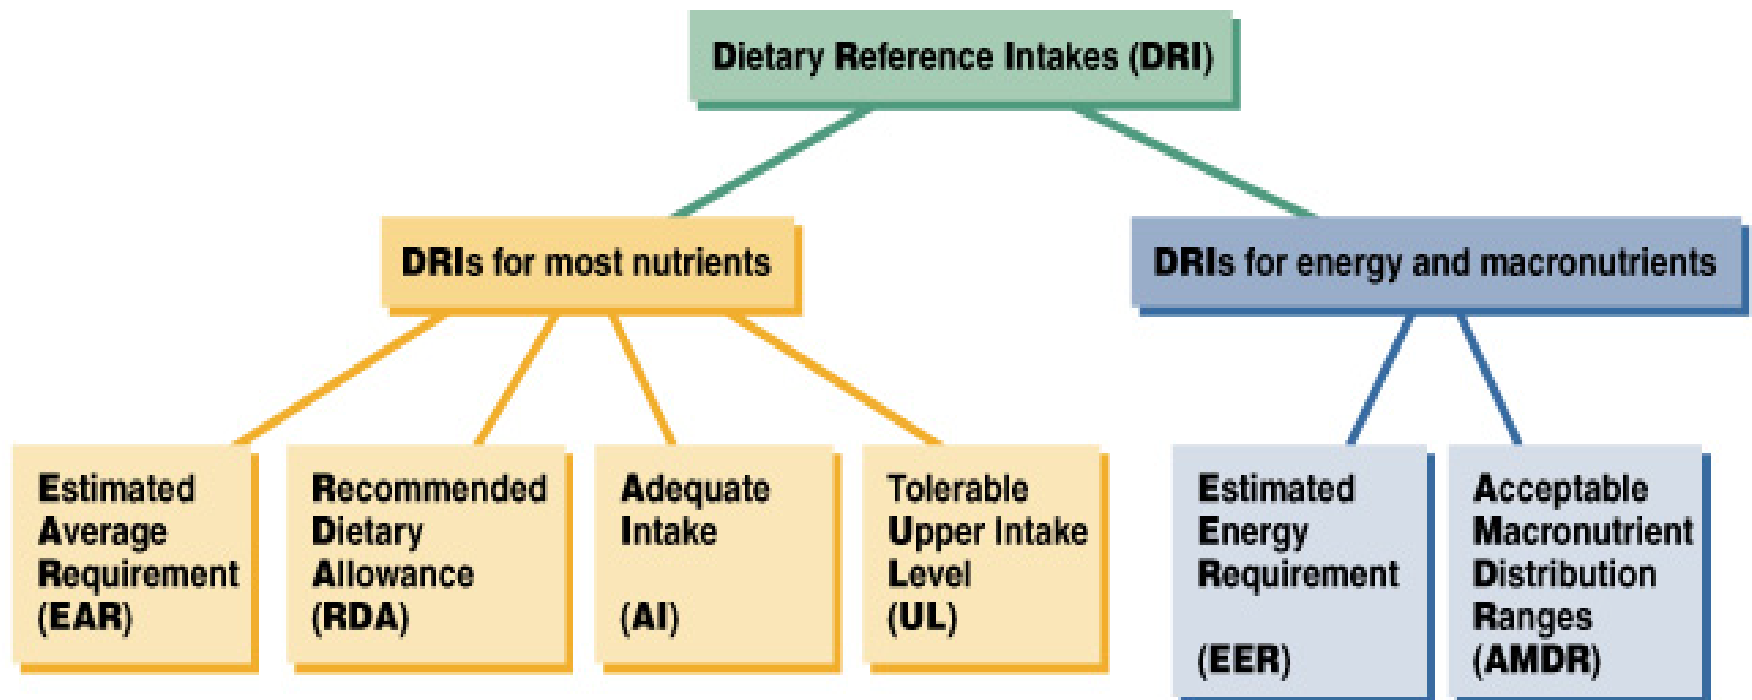 Dietary Reference Intakes (DRI)
DRIs for most nutrients
DRIs for energy and macronutrients
Estimated
Average
Requirement
(EAR)
Recommended
Dietary
Allowance
(RDA)
Adequate
Intake
(AI)
Tolerable
Upper Intake
Level
(UL)
Estimated
Energy
Requirement
(EER)
Acceptable
Macronutrient
Distribution
Ranges
(AMDR)